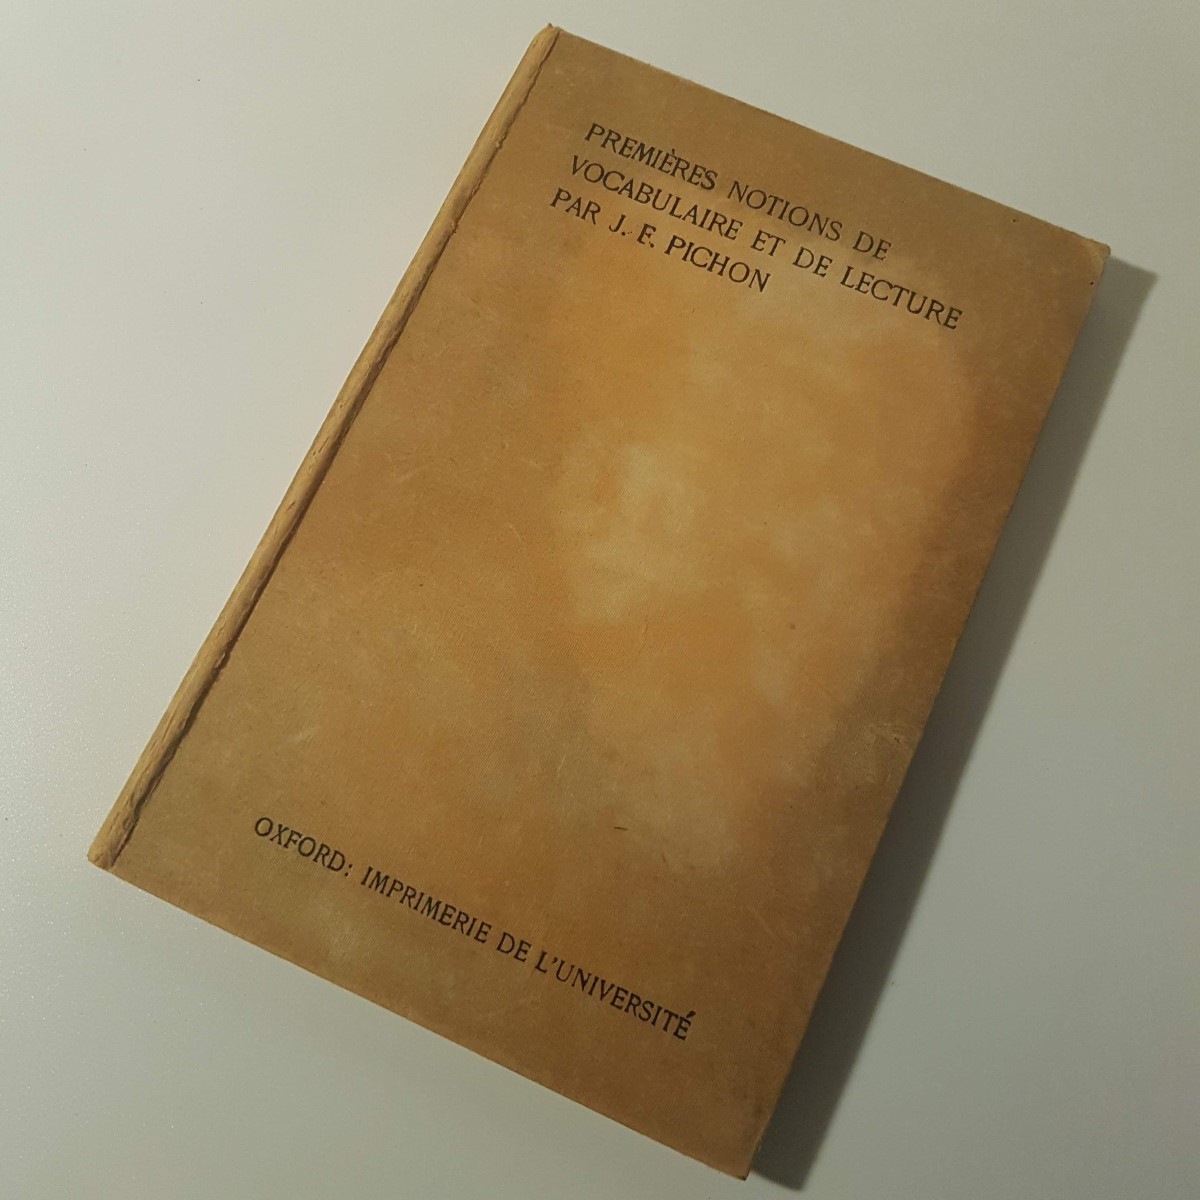 PREMIÈRES NOTIONS DE
VOCABULAIRE ET DE LECTURE
PAR J. E. PICHON
OXFORD: IMPRIMERIE DE L'UNIVERSITÉ